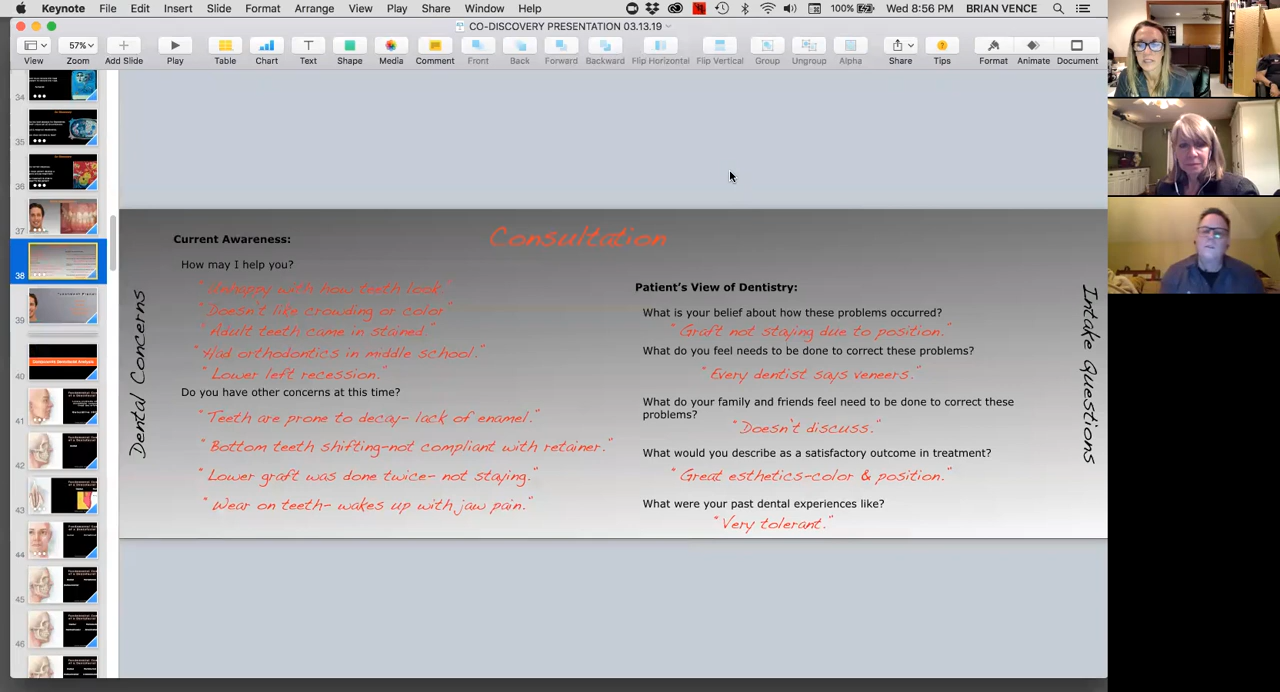 Keynote File Edit Insert Slide Format Arrange View Play Share Window Help 100% Wed 8:56 PM BRIAN VENCE
CO-DISCOVERY PRESENTATION 03.13.19
57%
View Zoom Add Slide Play Table Chart Text Shape Media Comment Front Back Forward Backward Flip Horizontal Flip Vertical Group Ungroup Alpha Share Tips Format Animate Document
34
35
36
37
38
39
40
41
42
43
44
45
46
Consultation
Dental Concerns
Current Awareness:
How may I help you?
"Unhappy with how teeth look"
"Doesn't like crowding or color
"Adult teeth came in stained."
"Had orthodontics in middle school."
"Lower left recession."
Do you have other concerns at this time?
"Teeth are prone to decay- lack of enamel."
"Bottom teeth shifting-not compliant with retainer."
"Lower graft was done twice-not staying."
"Wear on teeth- wakes up with jaw pain."
Patient's View of Dentistry:
What is your belief about how these problems occurred?
"Graft not staying due to position."
What do you feel needs to be done to correct these problems?
"Every dentist says veneers."
What do your family and friends feel need to be done to correct these
problems?
"Doesn't discuss."
What would you describe as a satisfactory outcome in treatment?
"Great esthetics-color & position."
What were your past dental experiences like?
"Very tolerant."
Intake Questions